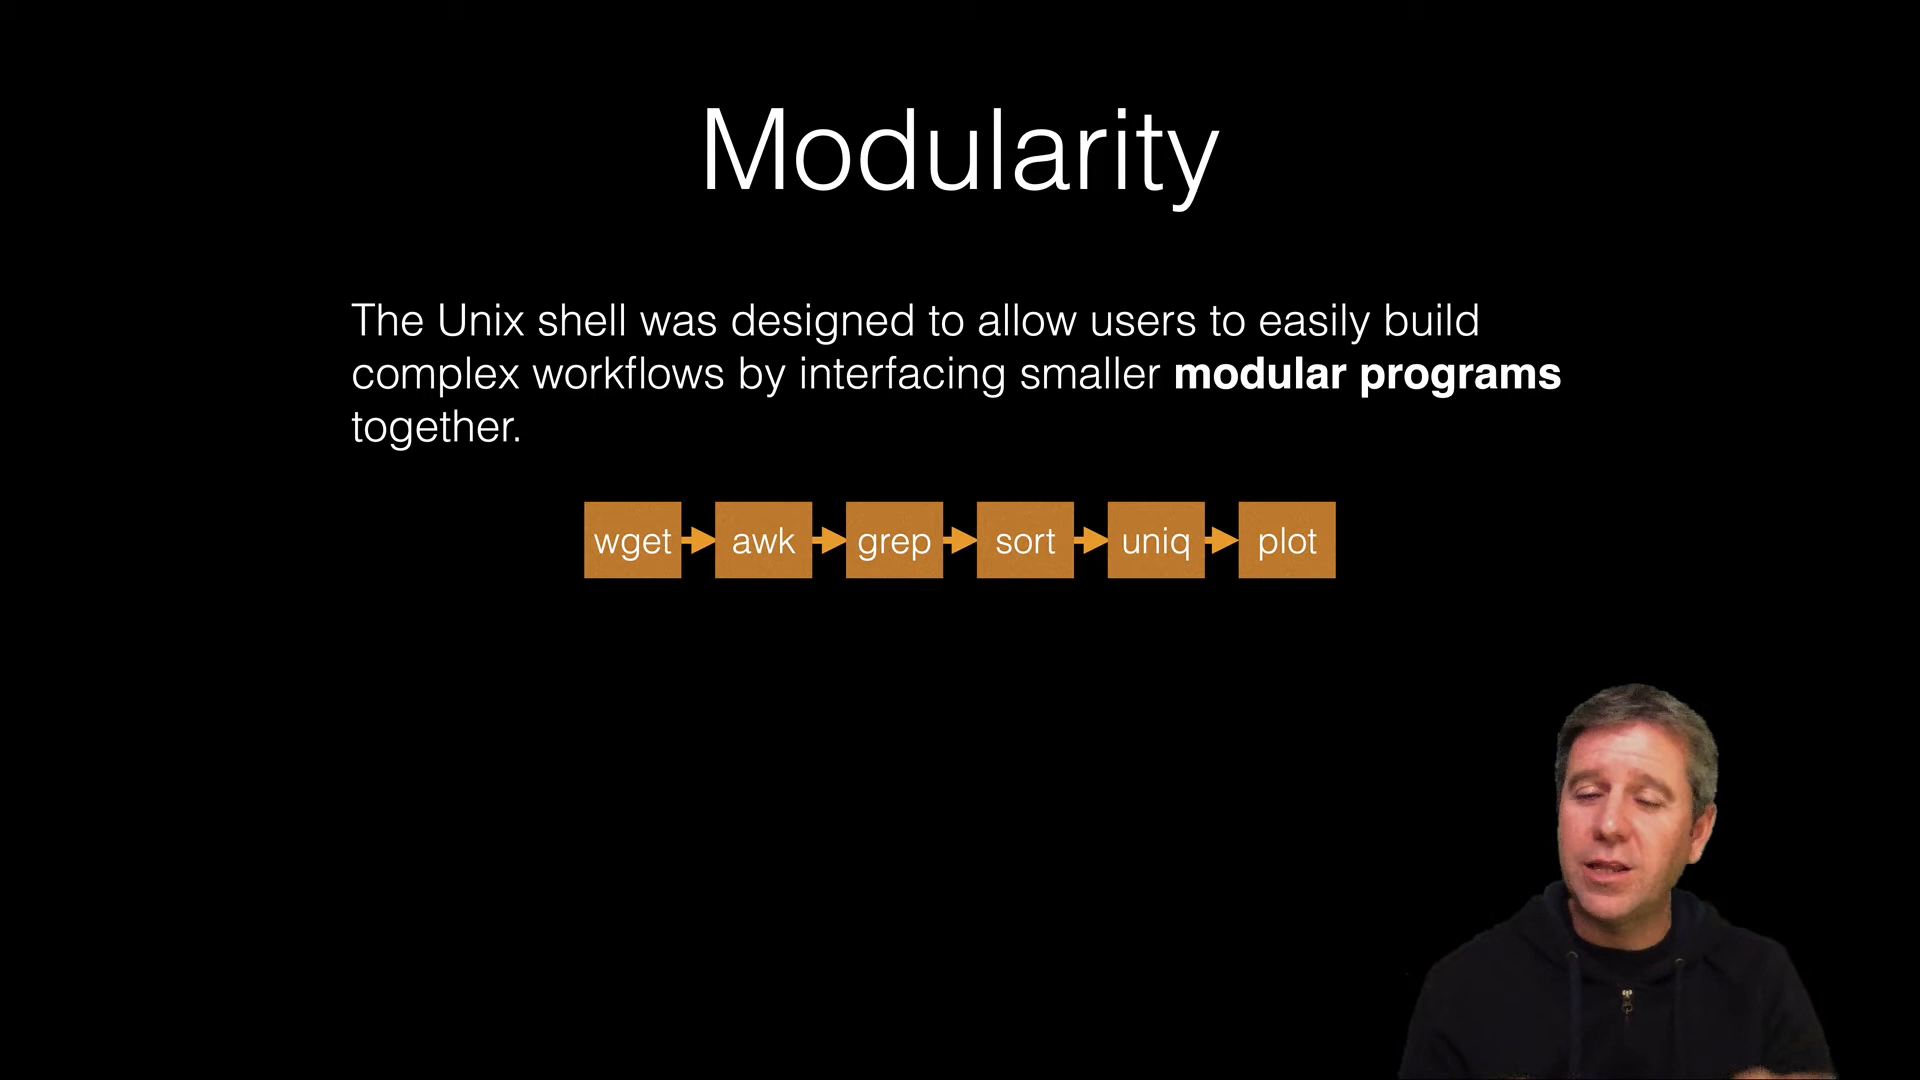 Modularity
The Unix shell was designed to allow users to easily build
complex workflows by interfacing smaller modular programs
together.
wget awk grep sort uniq plot